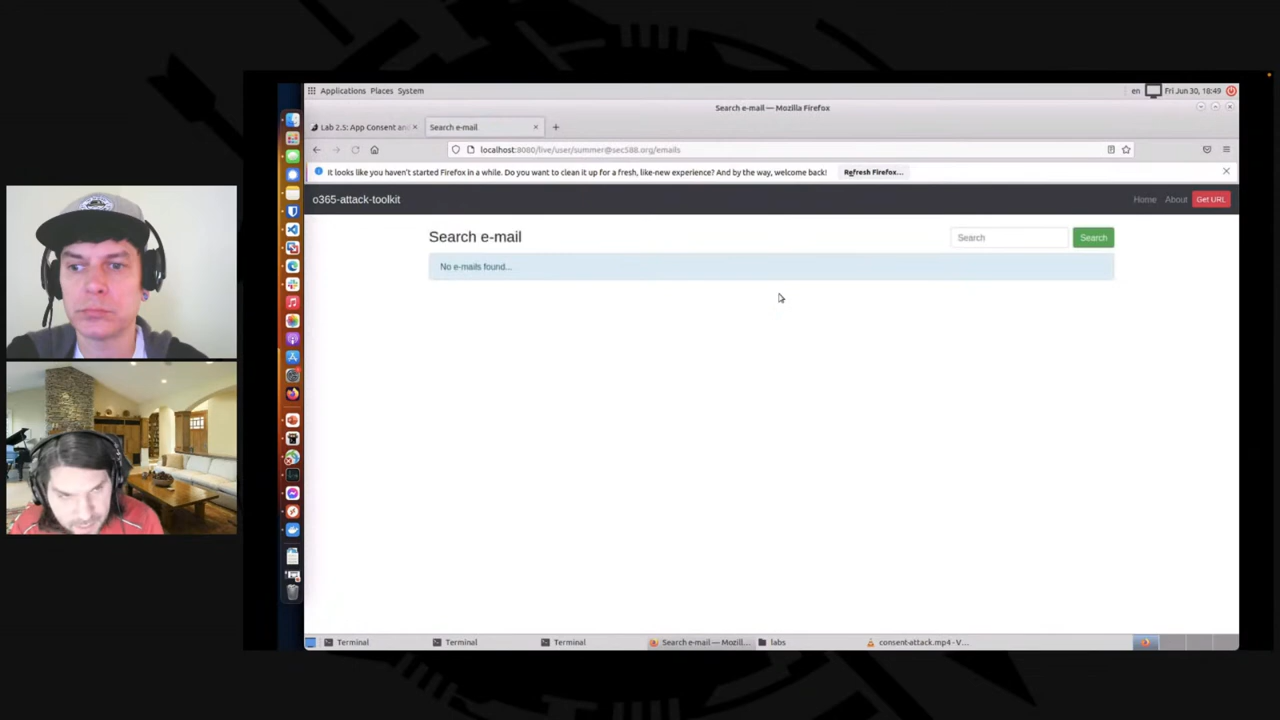 Applications Places System
en Fri Jun 30, 18:49
Search e-mail — Mozilla Firefox
Lab 2.5: App Consent an
Search e-mail
localhost:8080/live/user/summer@sec588.org/emails
It looks like you haven't started Firefox in a while. Do you want to clean it up for a fresh, like-new experience? And by the way, welcome back!
Refresh Firefox...
o365-attack-toolkit
Home About Get URL
Search e-mail
Search
Search
No e-mails found...
Terminal
Terminal
Terminal
Search e-mail — Mozill...
labs
consent-attack.mp4 - V...